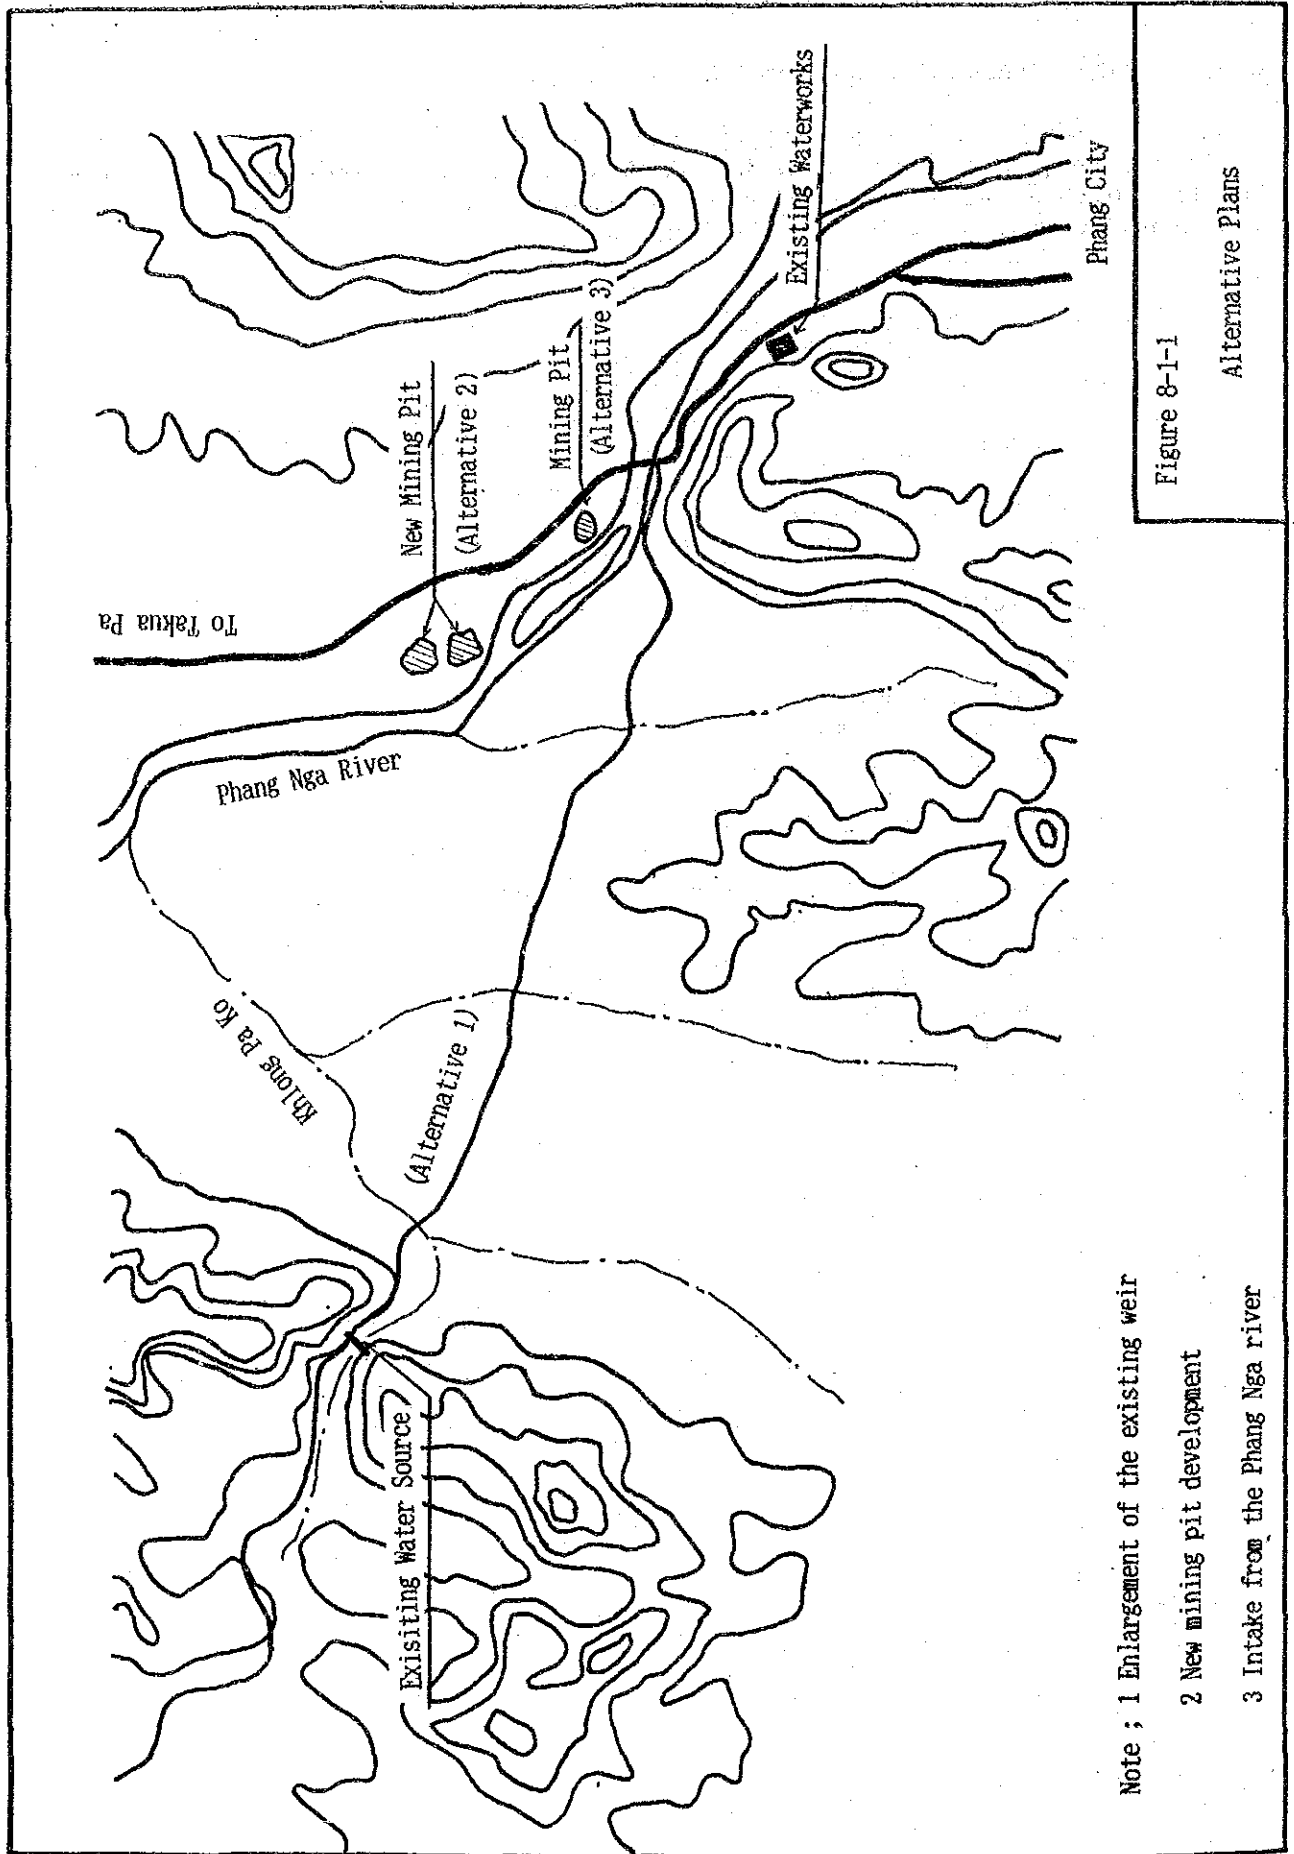 To Takua Pa
New Mining Pit
(Alternative 2)
Mining Pit
(Alternative 3)
Existing Waterworks
Phang City
Phang Nga River
Khlong Pa Ko
(Alternative 1)
Exisiting Water Source
Note ; 1 Enlargement of the existing weir
2 New mining pit development
3 Intake from the Phang Nga river
Figure 8-1-1
Alternative Plans